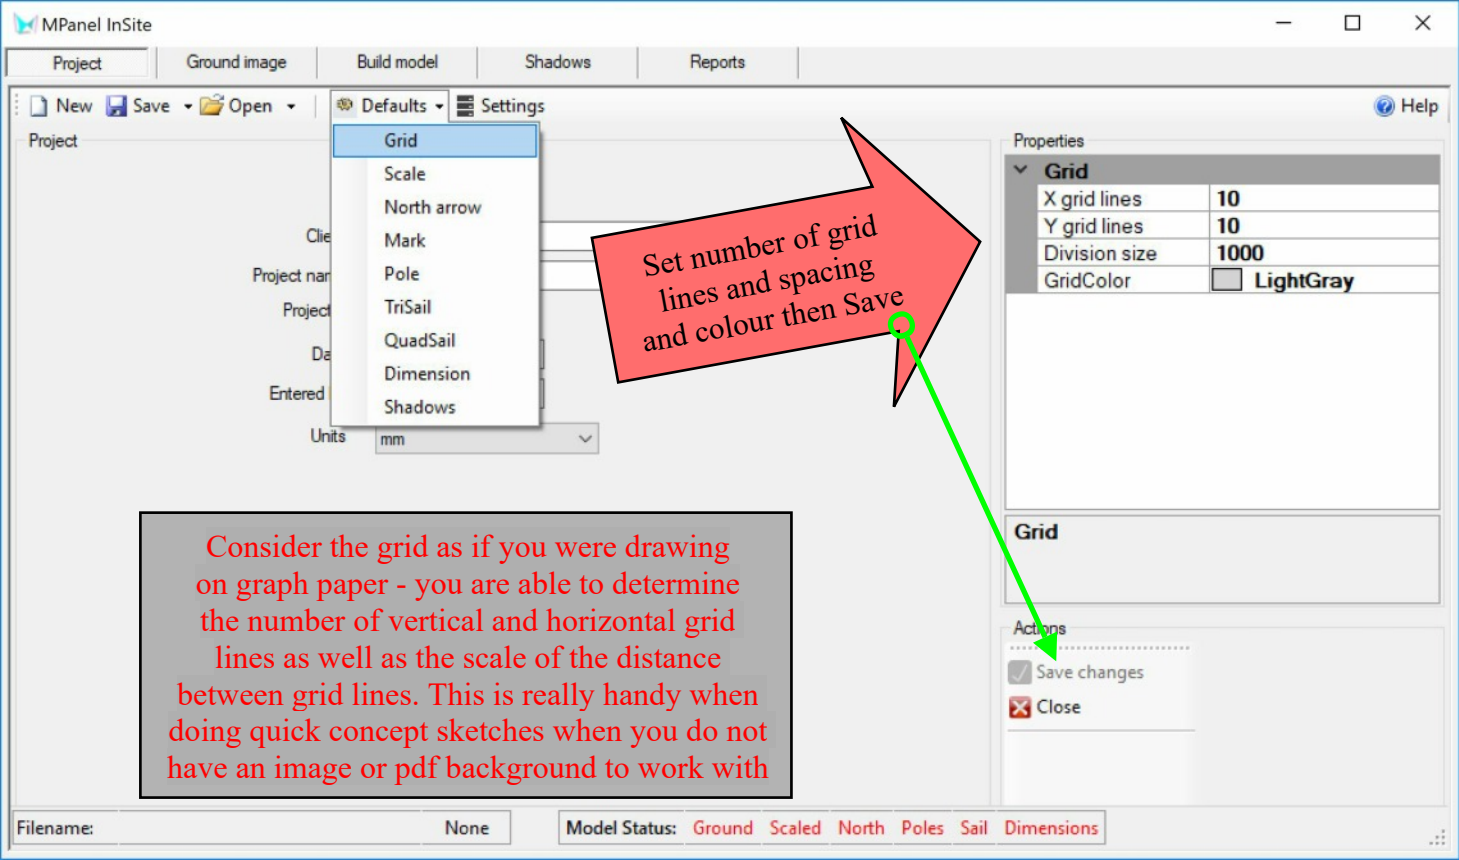 MPanel InSite
Project Ground image Build model Shadows Reports
New Save Open Defaults Settings Help
Project
Grid
Scale
North arrow
Mark
Pole
TriSail
QuadSail
Dimension
Shadows
Clie
Project nar
Project
Da
Entered
Units mm
Set number of grid
lines and spacing
and colour then Save
Properties
Grid
X grid lines 10
Y grid lines 10
Division size 1000
GridColor LightGray
Grid
Actions
Save changes
Close
Consider the grid as if you were drawing
on graph paper - you are able to determine
the number of vertical and horizontal grid
lines as well as the scale of the distance
between grid lines. This is really handy when
doing quick concept sketches when you do not
have an image or pdf background to work with
Filename: None Model Status: Ground Scaled North Poles Sail Dimensions